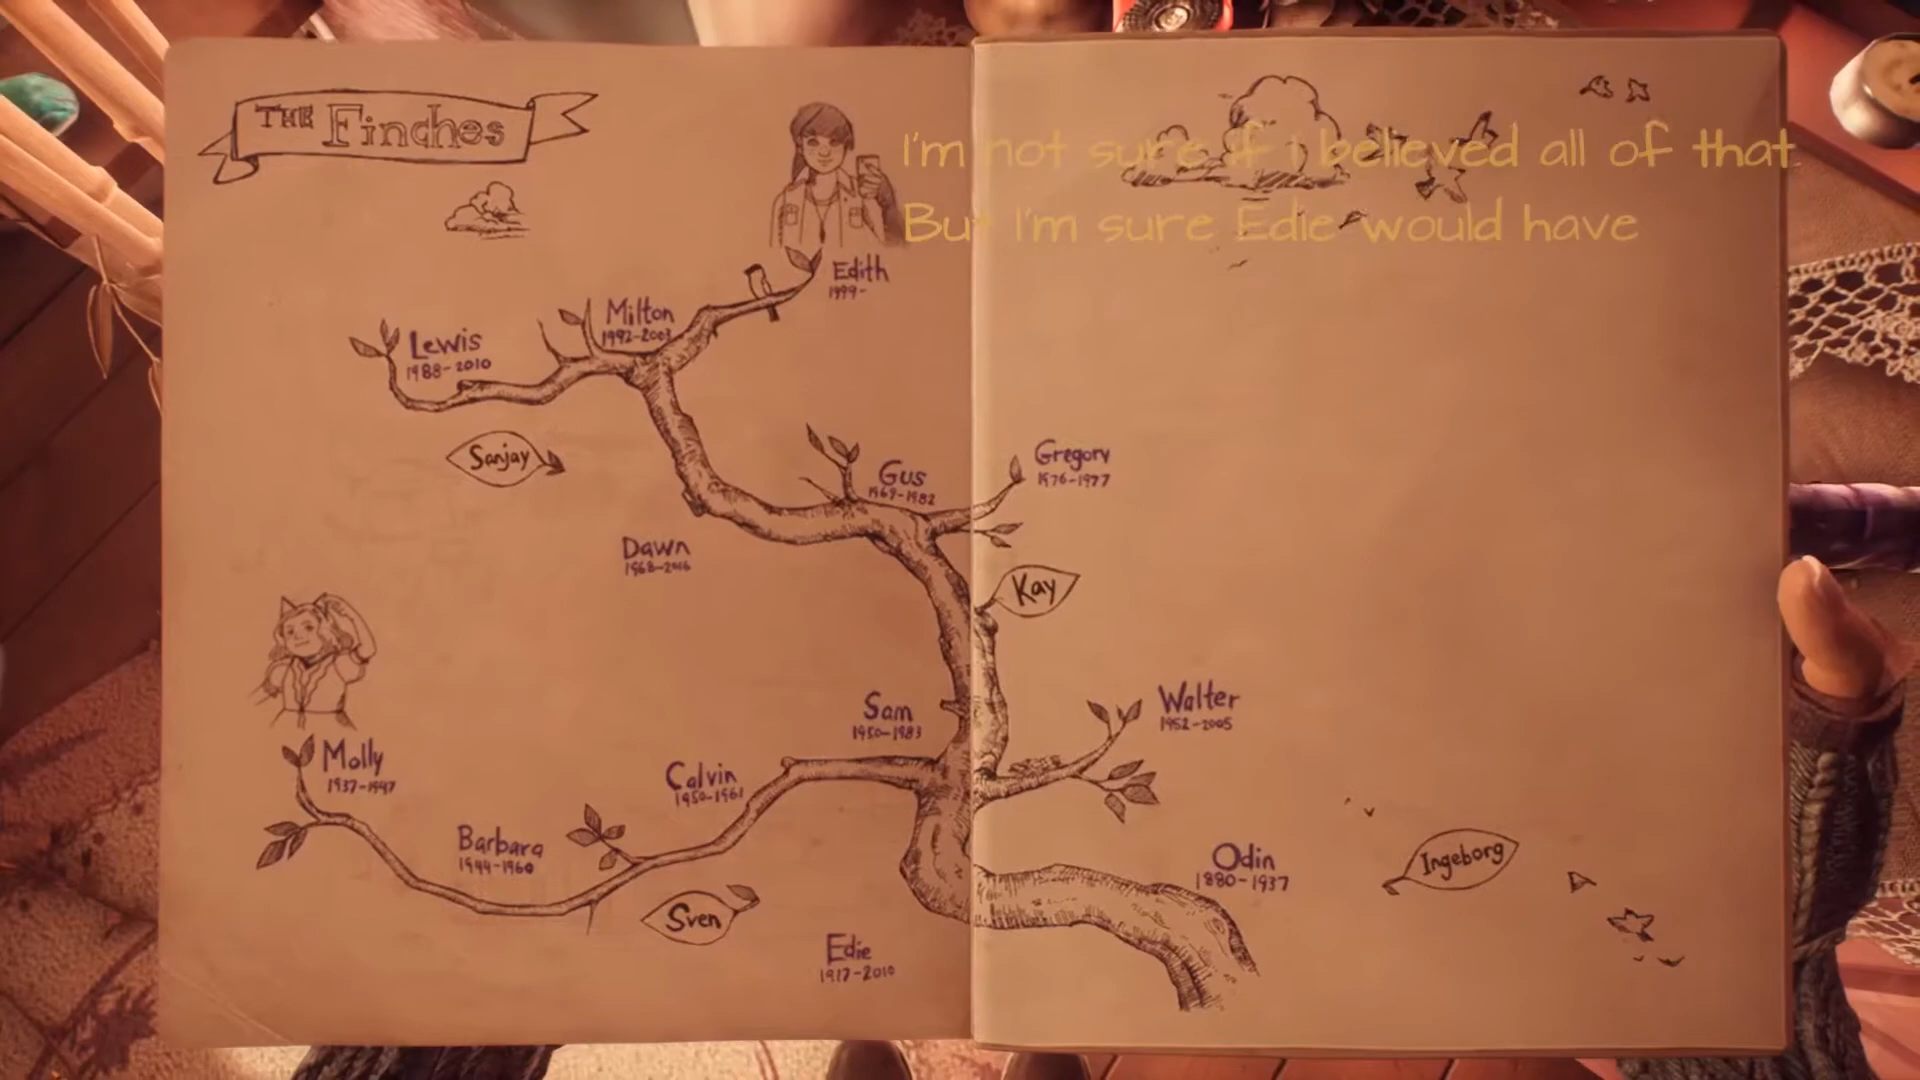 THE Finches
I'm not sure if I believed all of that
But I'm sure Edie would have
Edith
1999-
Milton
1992-2003
Lewis
1988-2010
Sanjay
Gus
1969-1982
Gregory
1976-1977
Dawn
1968-2016
Kay
Sam
1950-1983
Walter
1952-2005
Molly
1937-1947
Calvin
1950-1961
Barbara
1944-1960
Odin
1880-1937
Ingeborg
Sven
Edie
1917-2010